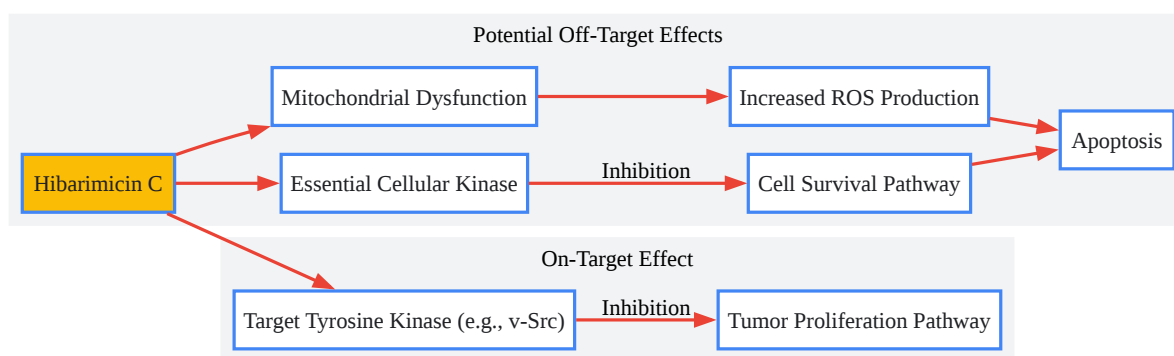 Potential Off-Target Effects
Mitochondrial Dysfunction
Increased ROS Production
Apoptosis
Hibarimicin C
Essential Cellular Kinase
Inhibition
Cell Survival Pathway
On-Target Effect
Target Tyrosine Kinase (e.g., v-Src)
Inhibition
Tumor Proliferation Pathway